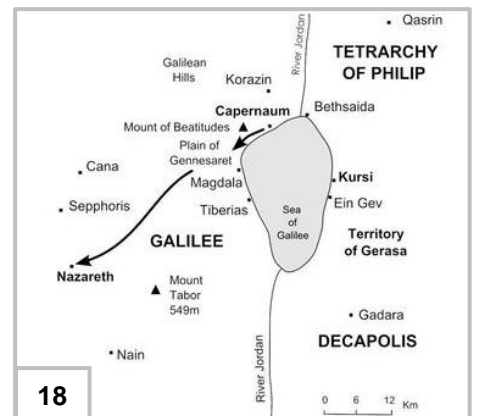 Qasrin
River Jordan
TETRARCHY
OF PHILIP
Galilean
Hills
Korazin
Capernaum
Bethsaida
Mount of Beatitudes
Plain of
Gennesaret
Cana
Magdala
Kursi
Sepphoris
Tiberias
Ein Gev
Sea
of
Galilee
GALILEE
Territory
of Gerasa
Nazareth
Mount
Tabor
549m
Gadara
DECAPOLIS
Nain
River Jordan
18
0 6 12 Km